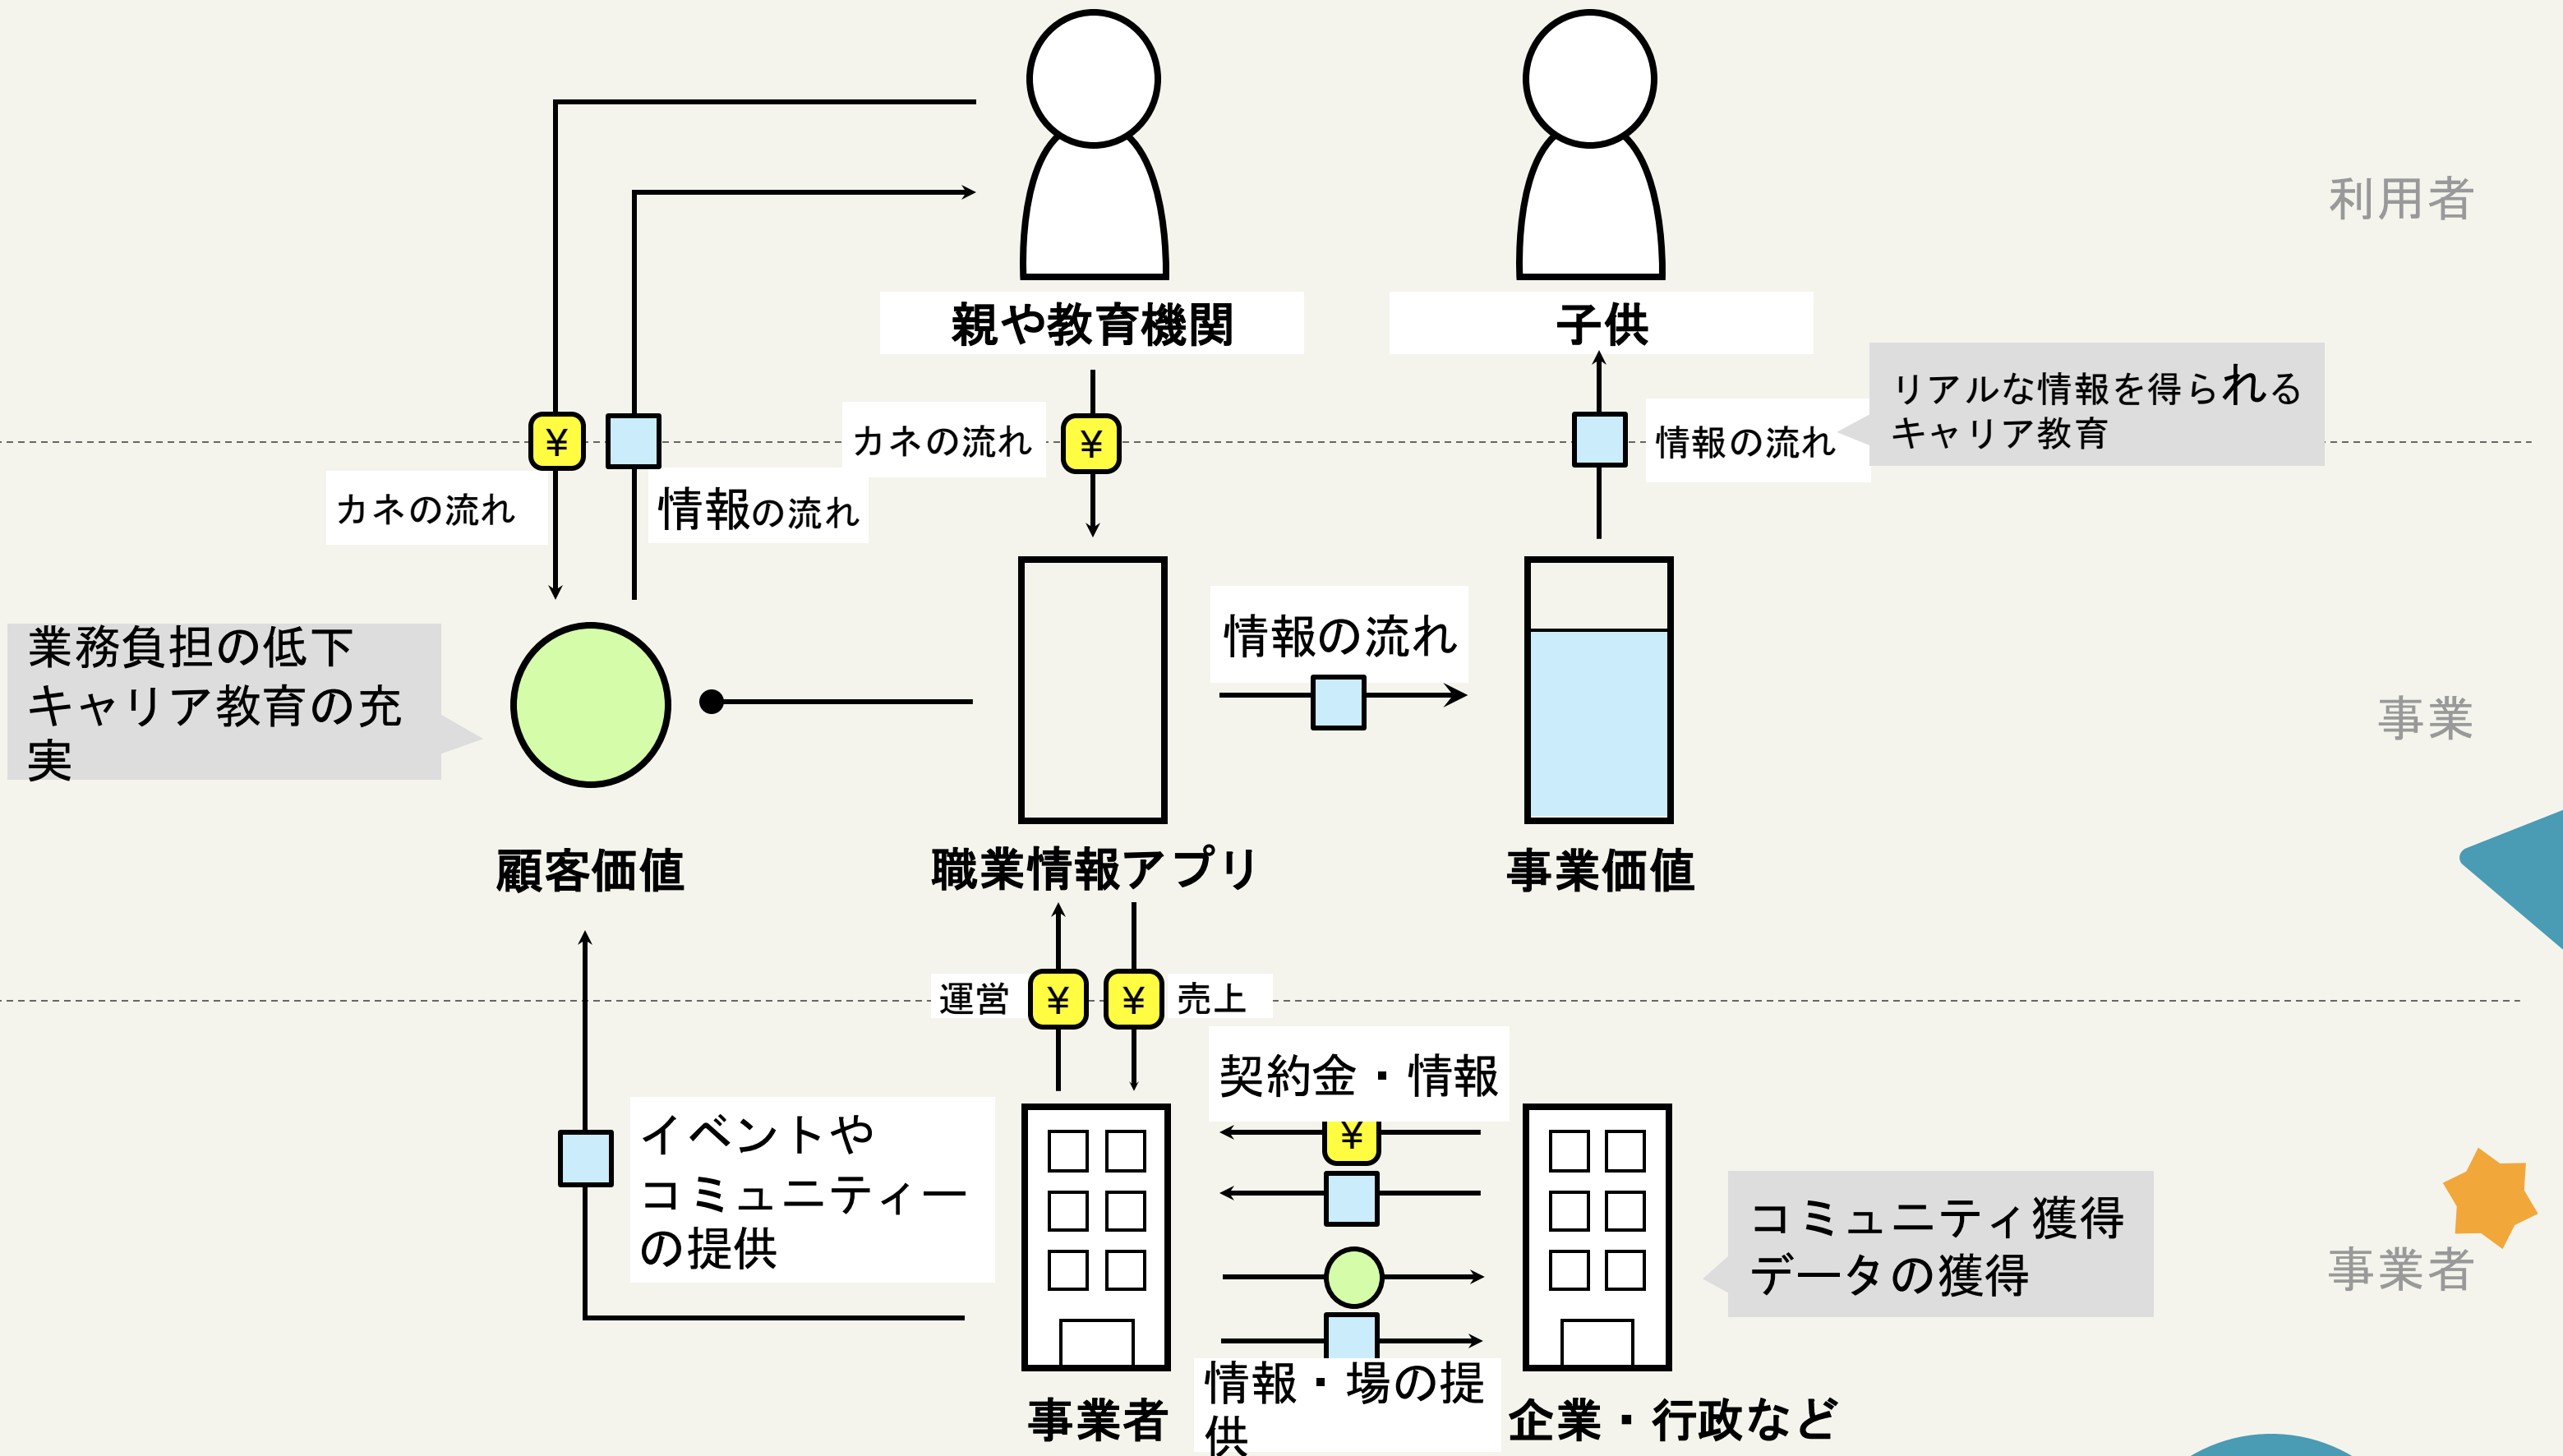 利用者
親や教育機関
子供
リアルな情報を得られる
キャリア教育
¥
カネの流れ
¥
情報の流れ
カネの流れ
情報の流れ
業務負担の低下
キャリア教育の充
実
情報の流れ
事業
顧客価値
職業情報アプリ
事業価値
運営
¥
¥
売上
契約金・情報
¥
イベントや
コミュニティー
の提供
コミュニティ獲得
データの獲得
事業者
情報・場の提
供
事業者
企業・行政など